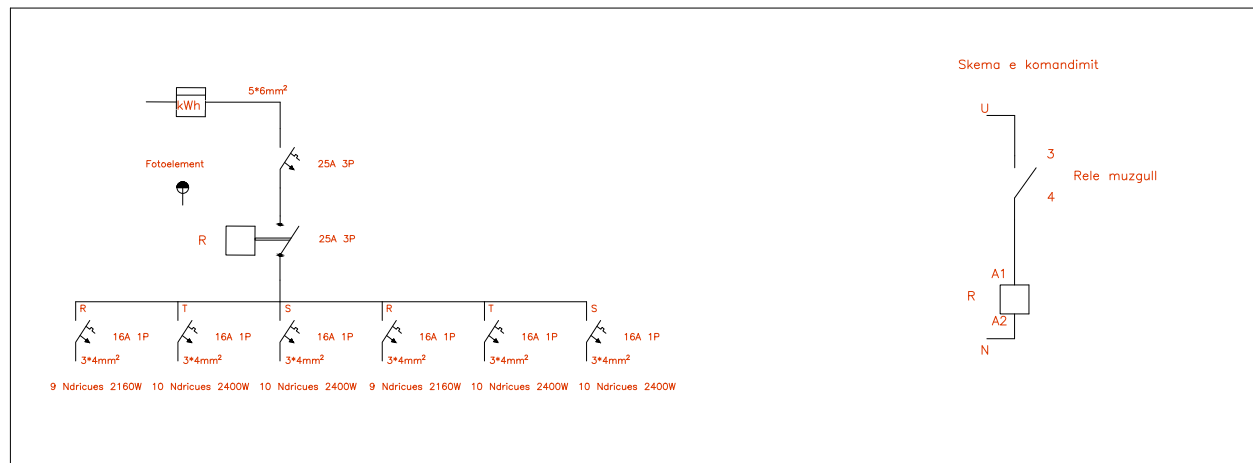 Skema e komandimit
kWh
5*6mm²
U
Fotoelement
25A 3P
3
Rele muzgull
4
R
25A 3P
A1
R
A2
N
R T S R T S
16A 1P 16A 1P 16A 1P 16A 1P 16A 1P 16A 1P
3*4mm² 3*4mm² 3*4mm² 3*4mm² 3*4mm² 3*4mm²
9 Ndricues 2160W 10 Ndricues 2400W 10 Ndricues 2400W 9 Ndricues 2160W 10 Ndricues 2400W 10 Ndricues 2400W